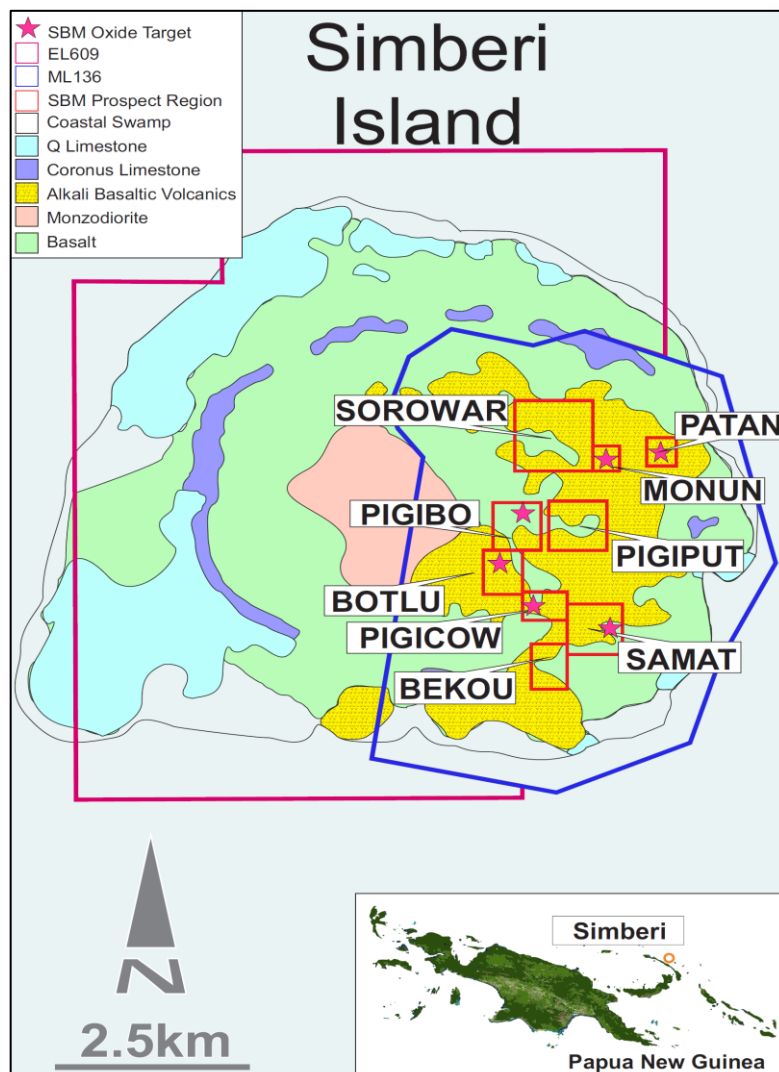 Simberi
Island
SBM Oxide Target
EL609
ML136
SBM Prospect Region
Coastal Swamp
Q Limestone
Coronus Limestone
Alkali Basaltic Volcanics
Monzodiorite
Basalt
SOROWAR
PATAN
MONUN
PIGIBO
PIGIPUT
BOTLU
PIGICOW
SAMAT
BEKOU
N
2.5km
Simberi
Papua New Guinea